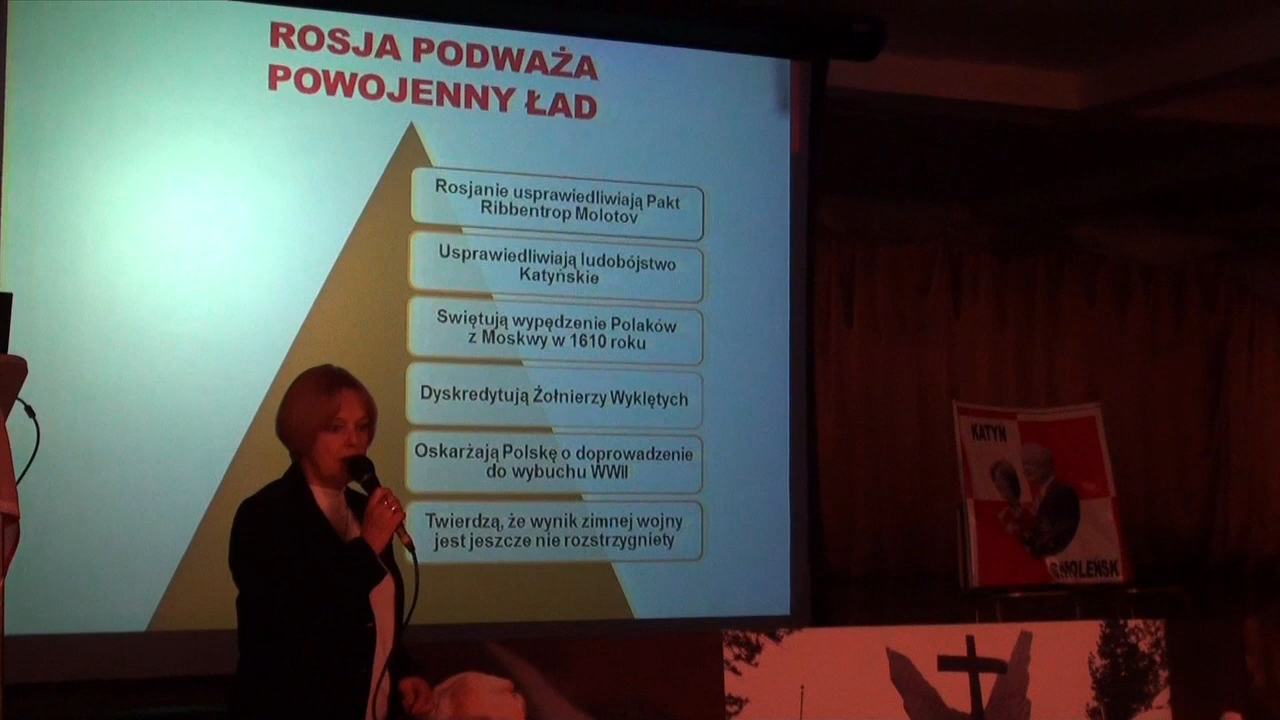 ROSJA PODWAŻA
POWOJENNY ŁAD
Rosjanie usprawiedliwiają Pakt
Ribbentrop Molotov
Usprawiedliwiają ludobójstwo
Katyńskie
Swiętują wypędzenie Polaków
z Moskwy w 1610 roku
Dyskredytują Żołnierzy Wyklętych
Oskarżają Polskę o doprowadzenie
do wybuchu WWII
Twierdzą, że wynik zimnej wojny
jest jeszcze nie rozstrzygniety
KATYŃ
SMOLEŃSK